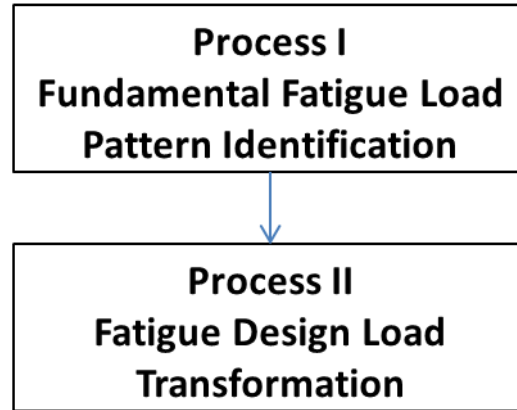 Process I
Fundamental Fatigue Load
Pattern Identification
Process II
Fatigue Design Load
Transformation